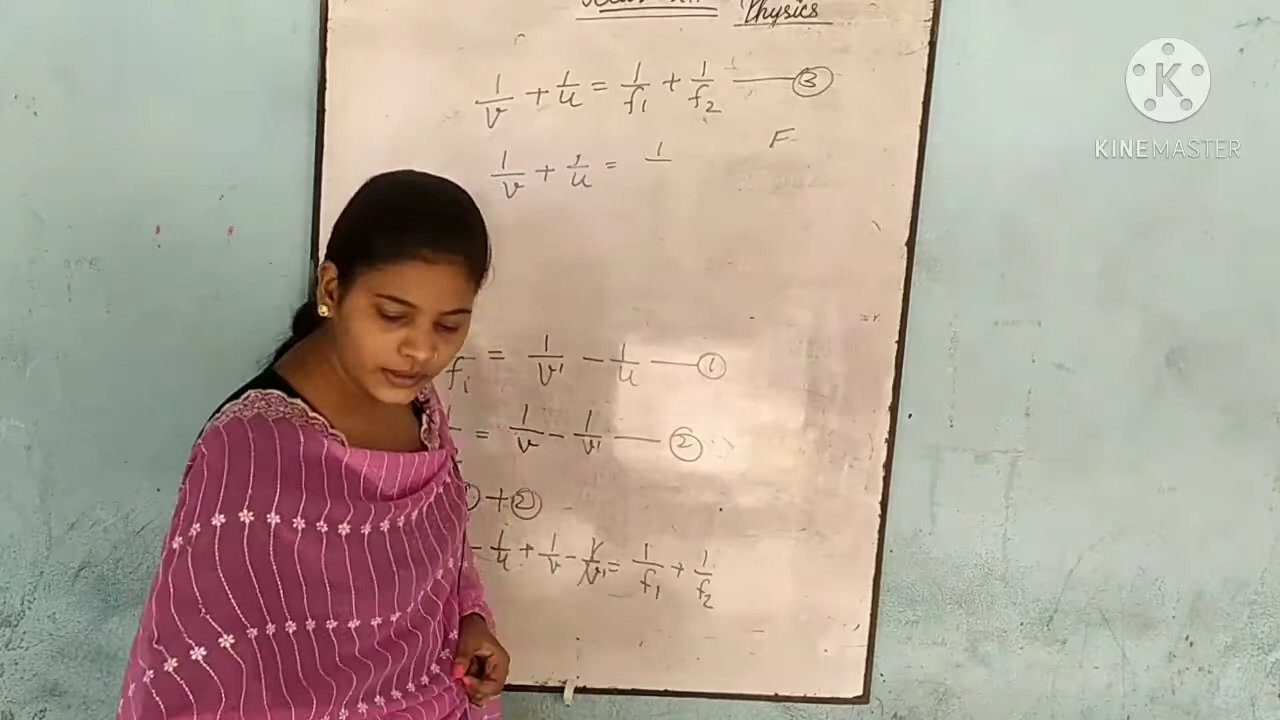 Physics
1/v + 1/u = 1/f₁ + 1/f₂ —— ③
F
1/v + 1/u = 1/
f₁ = 1/v' - 1/u —— ①
= 1/v - 1/v' —— ②
+ ②
- 1/u + 1/v - 1/v' = 1/f₁ + 1/f₂
K
KINEMASTER